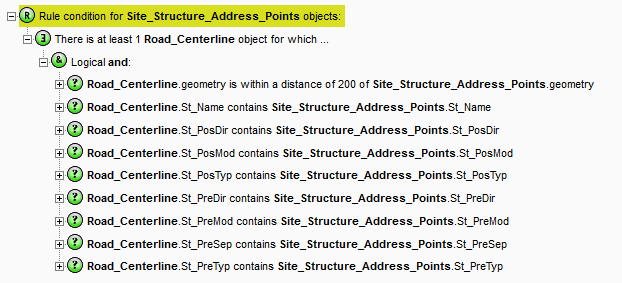 R Rule condition for Site_Structure_Address_Points objects:
∃ There is at least 1 Road_Centerline object for which ...
& Logical and:
? Road_Centerline.geometry is within a distance of 200 of Site_Structure_Address_Points.geometry
? Road_Centerline.St_Name contains Site_Structure_Address_Points.St_Name
? Road_Centerline.St_PosDir contains Site_Structure_Address_Points.St_PosDir
? Road_Centerline.St_PosMod contains Site_Structure_Address_Points.St_PosMod
? Road_Centerline.St_PosTyp contains Site_Structure_Address_Points.St_PosTyp
? Road_Centerline.St_PreDir contains Site_Structure_Address_Points.St_PreDir
? Road_Centerline.St_PreMod contains Site_Structure_Address_Points.St_PreMod
? Road_Centerline.St_PreSep contains Site_Structure_Address_Points.St_PreSep
? Road_Centerline.St_PreTyp contains Site_Structure_Address_Points.St_PreTyp